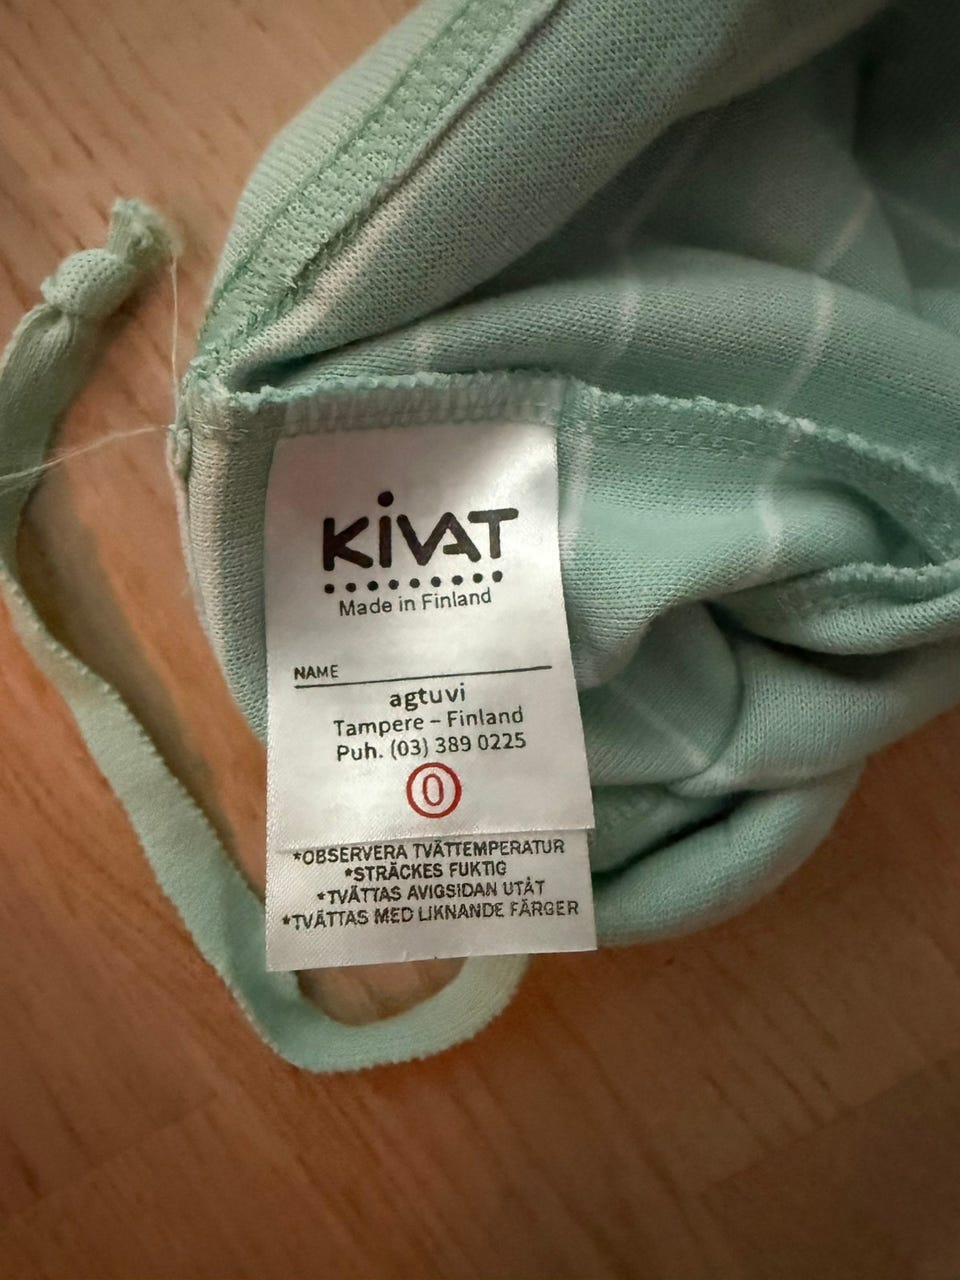 KiVAT
Made in Finland
NAME
agtuvi
Tampere – Finland
Puh. (03) 389 0225
0
*OBSERVERA TVÄTTEMPERATUR
*STRÄCKES FUKTIG
*TVÄTTAS AVIGSIDAN UTÅT
*TVÄTTAS MED LIKNANDE FÄRGER